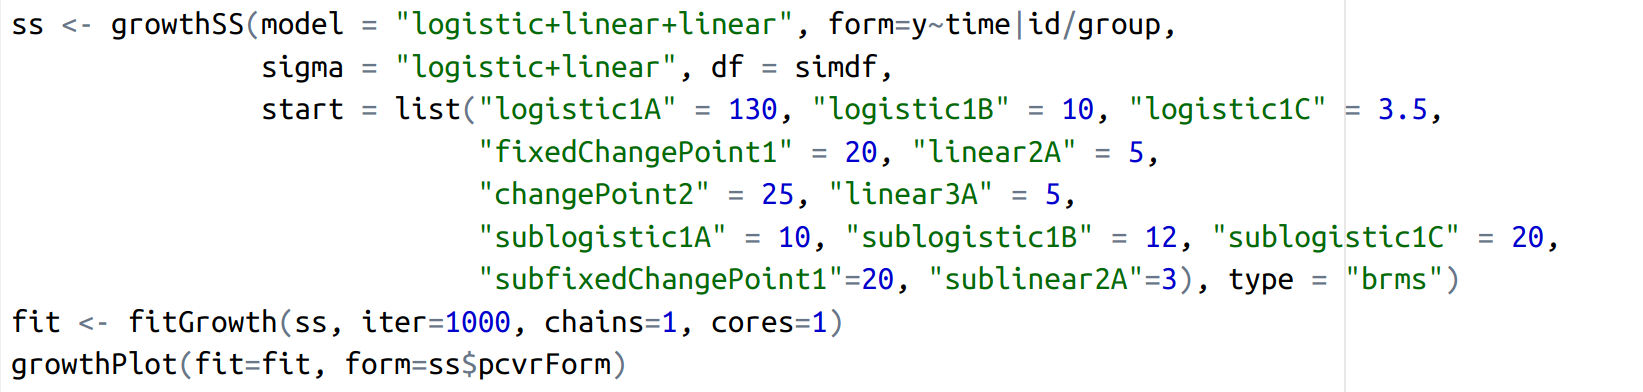 ss <- growthSS(model = "logistic+linear+linear", form=y~time|id/group,
sigma = "logistic+linear", df = simdf,
start = list("logistic1A" = 130, "logistic1B" = 10, "logistic1C" = 3.5,
"fixedChangePoint1" = 20, "linear2A" = 5,
"changePoint2" = 25, "linear3A" = 5,
"sublogistic1A" = 10, "sublogistic1B" = 12, "sublogistic1C" = 20,
"subfixedChangePoint1"=20, "sublinear2A"=3), type = "brms")
fit <- fitGrowth(ss, iter=1000, chains=1, cores=1)
growthPlot(fit=fit, form=ss$pcvrForm)